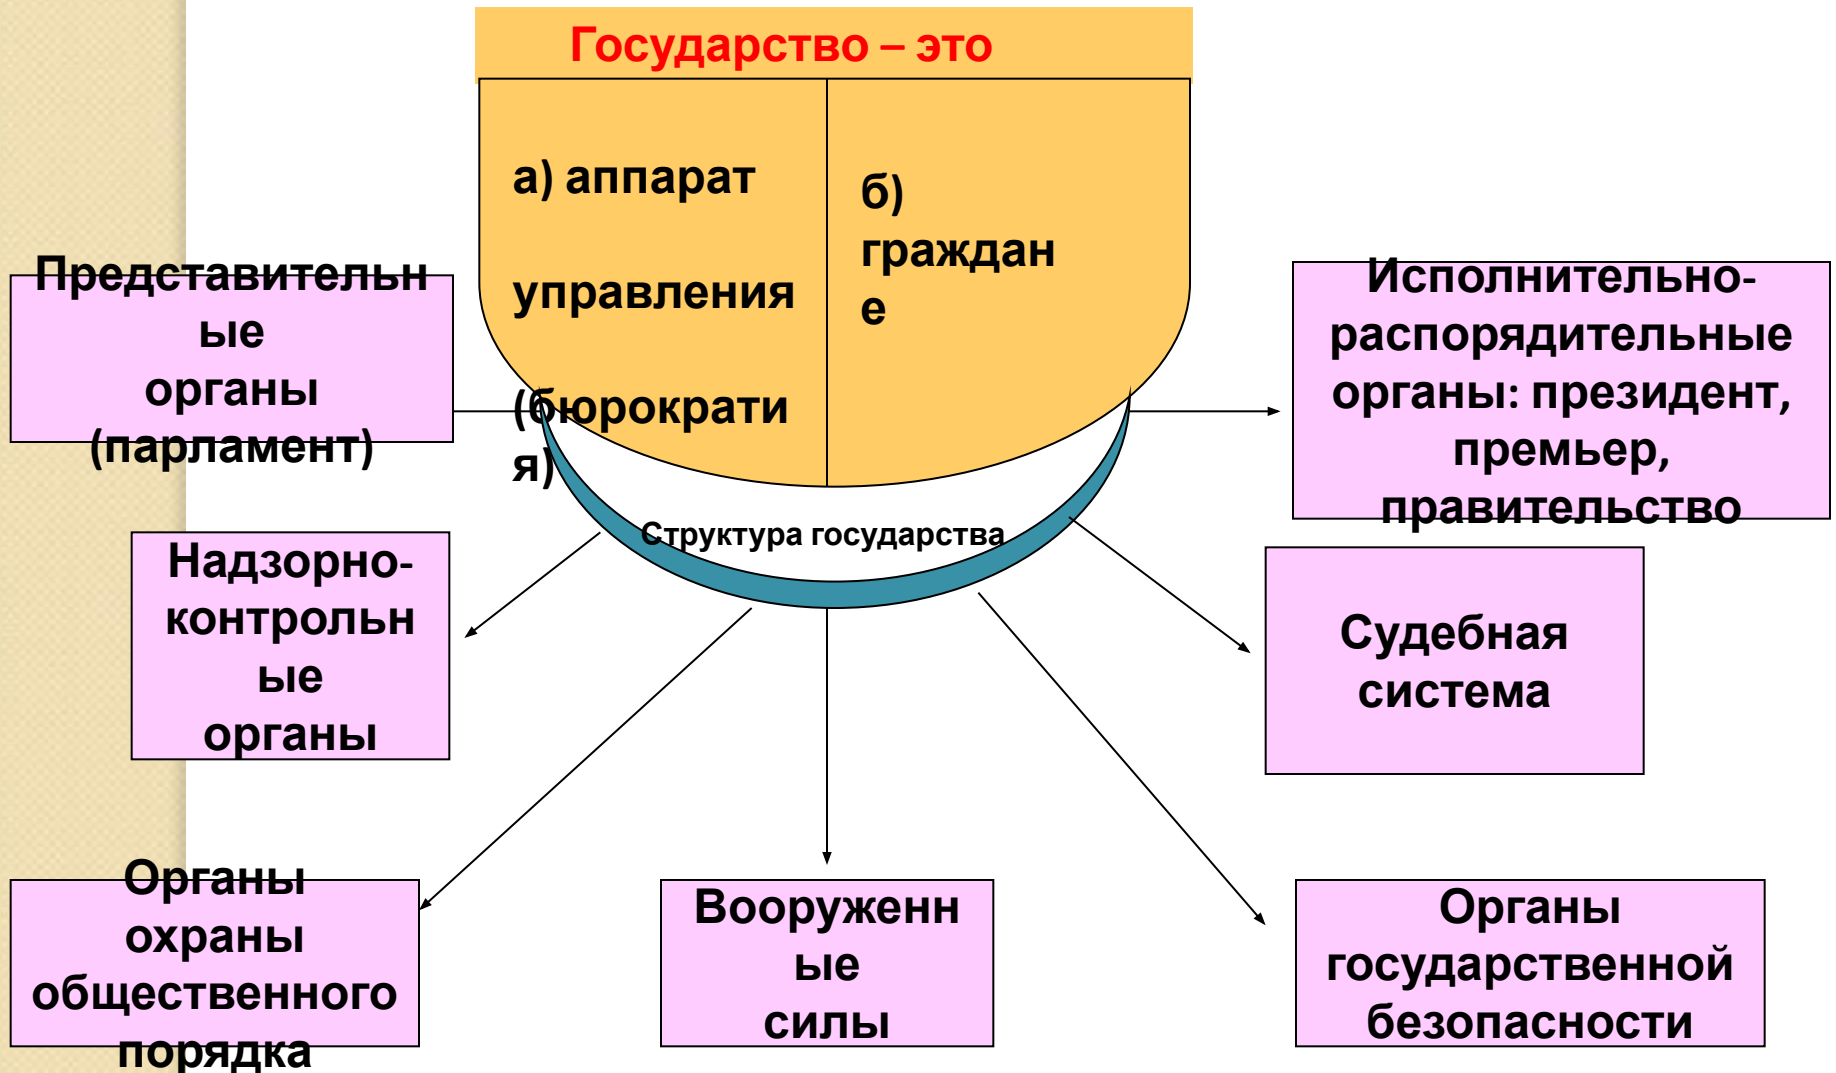 Государство – это
а) аппарат
управления
(бюрократи
я)
б)
граждан
е
Представительн
ые
органы
(парламент)
Исполнительно-
распорядительные
органы: президент,
премьер,
правительство
Структура государства
Надзорно-
контрольн
ые
органы
Судебная
система
Органы
охраны
общественного
порядка
Вооруженн
ые
силы
Органы
государственной
безопасности